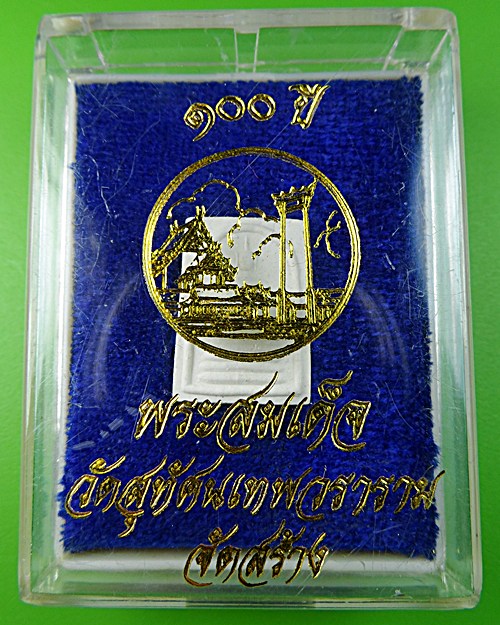 ๑๐๐ ปี
พระสมเด็จ
วัดสุทัศนเทพวราราม
จัดสร้าง